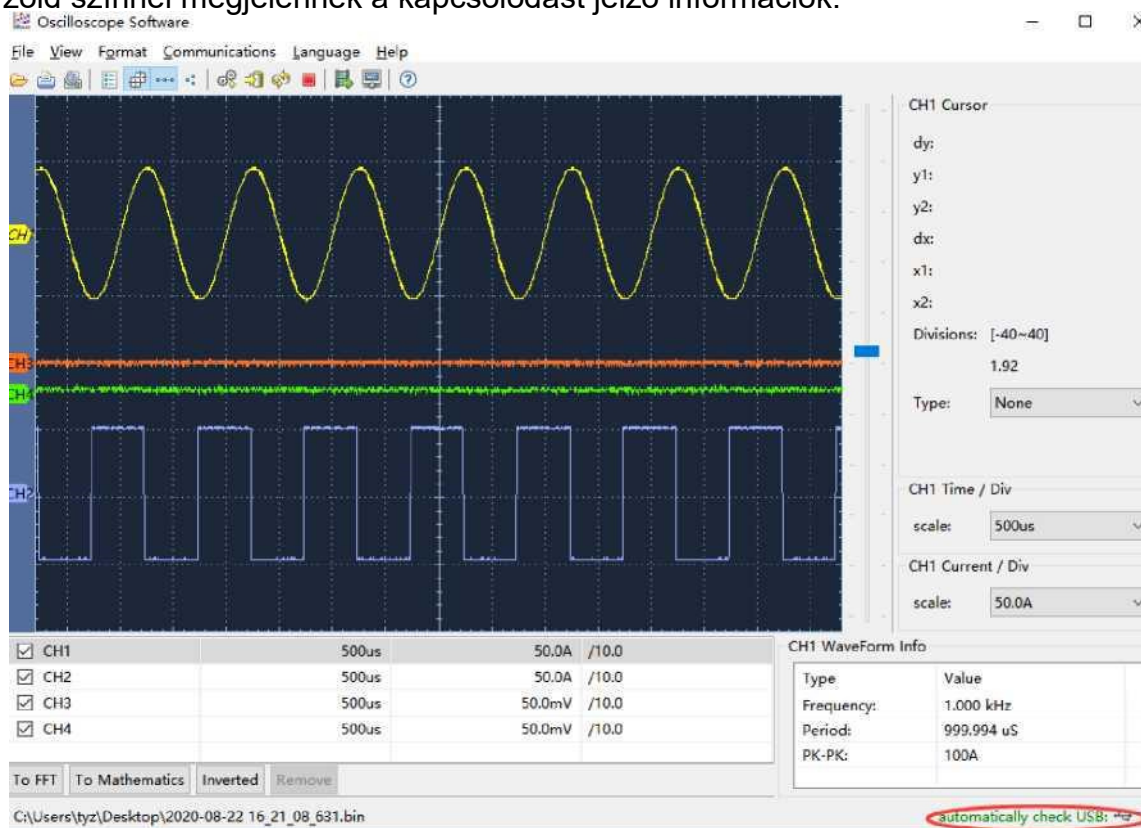 zöld színnel megjelennek a kapcsolódást jelző információk.
Oscilloscope Software
File View Format Communications Language Help
CH1 Cursor
dy:
y1:
y2:
dx:
x1:
x2:
Divisions: [-40~40]
1.92
Type: None
CH1 Time / Div
scale: 500us
CH1 Current / Div
scale: 50.0A
CH3
CH4
CH2
CH1 500us 50.0A /10.0
CH2 500us 50.0A /10.0
CH3 500us 50.0mV /10.0
CH4 500us 50.0mV /10.0
CH1 WaveForm Info
Type Value
Frequency: 1.000 kHz
Period: 999.994 uS
PK-PK: 100A
To FFT To Mathematics Inverted Remove
C:\Users\tyz\Desktop\2020-08-22 16_21_08_631.bin
automatically check USB: